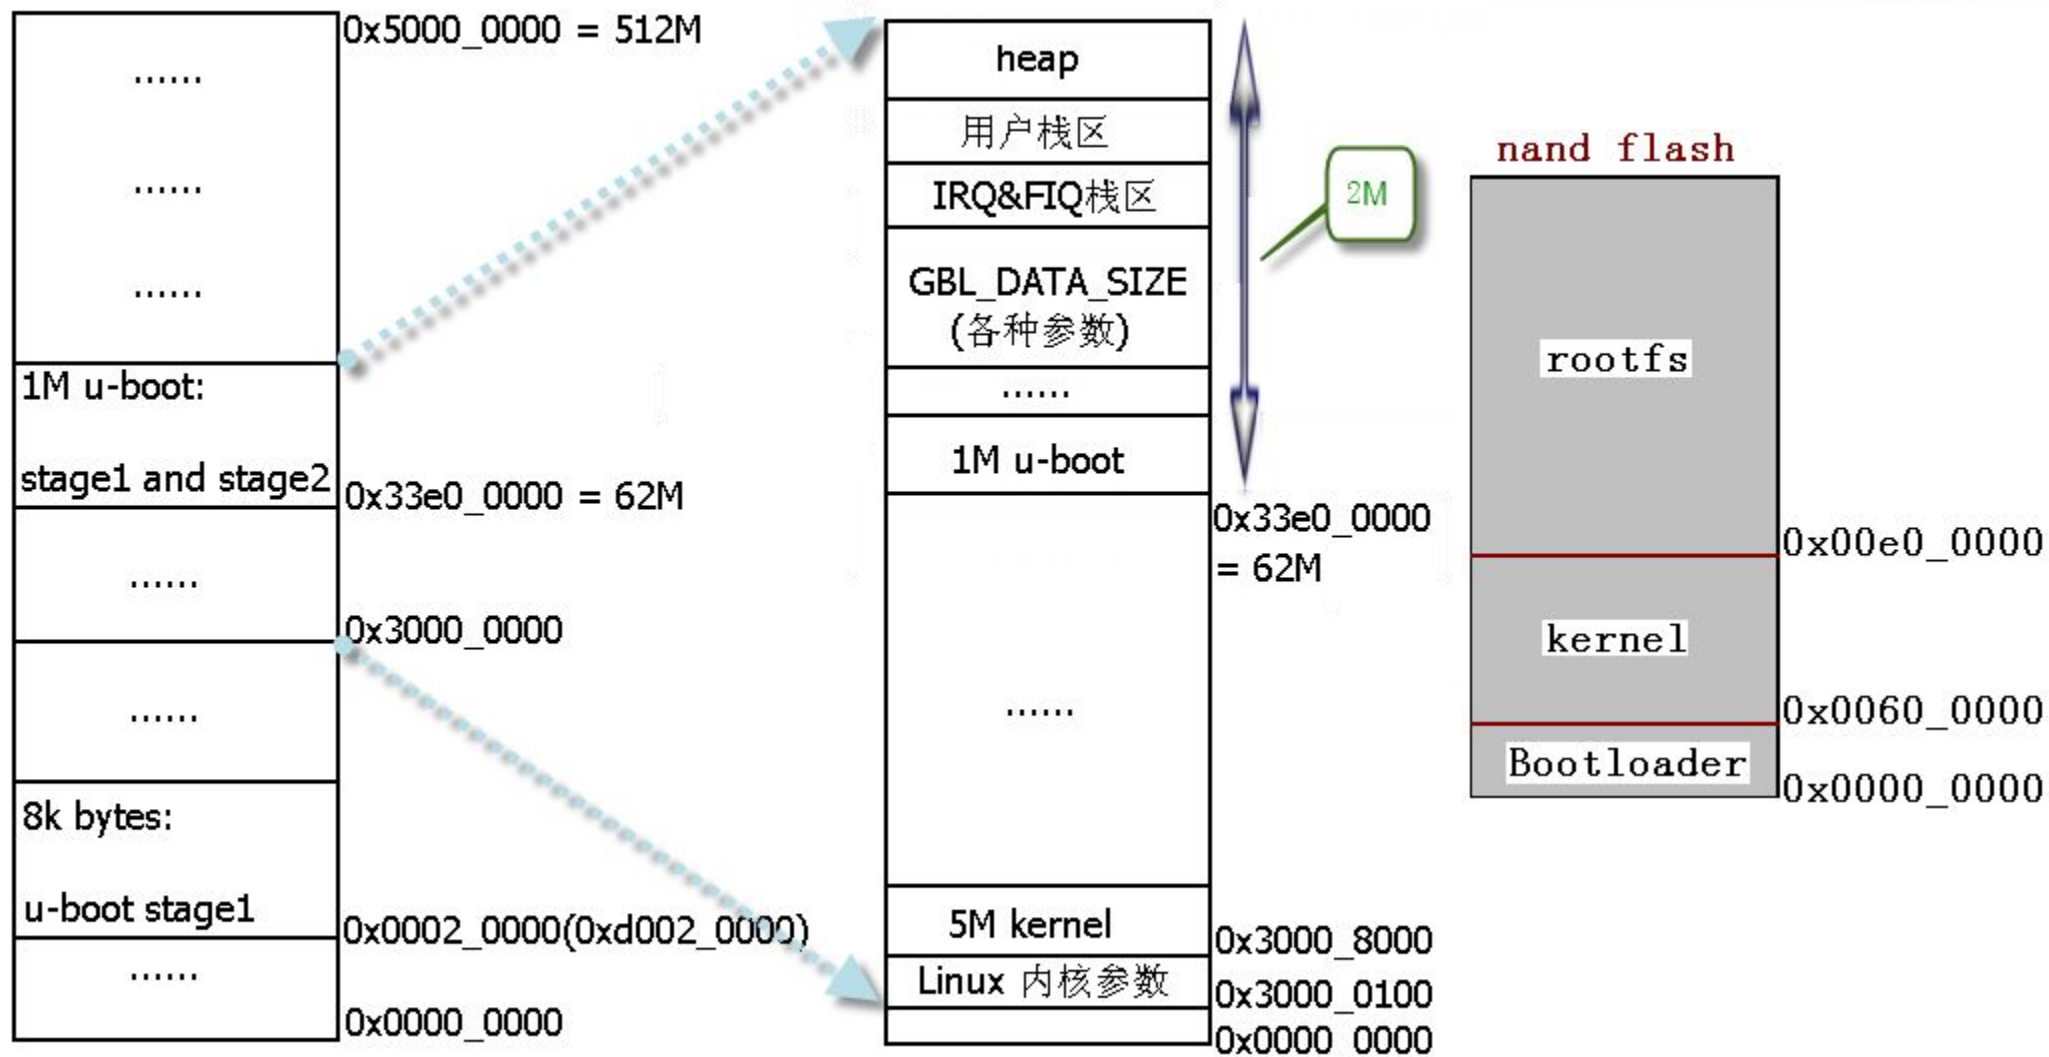 0x5000_0000 = 512M
......
......
......
1M u-boot:
stage1 and stage2
0x33e0_0000 = 62M
......
0x3000_0000
......
8k bytes:
u-boot stage1
0x0002_0000(0xd002_0000)
......
0x0000_0000
heap
用户栈区
IRQ&FIQ栈区
GBL_DATA_SIZE
(各种参数)
......
1M u-boot
2M
0x33e0_0000
= 62M
......
5M kernel
0x3000_8000
Linux 内核参数
0x3000_0100
0x0000_0000
nand flash
rootfs
0x00e0_0000
kernel
0x0060_0000
Bootloader
0x0000_0000